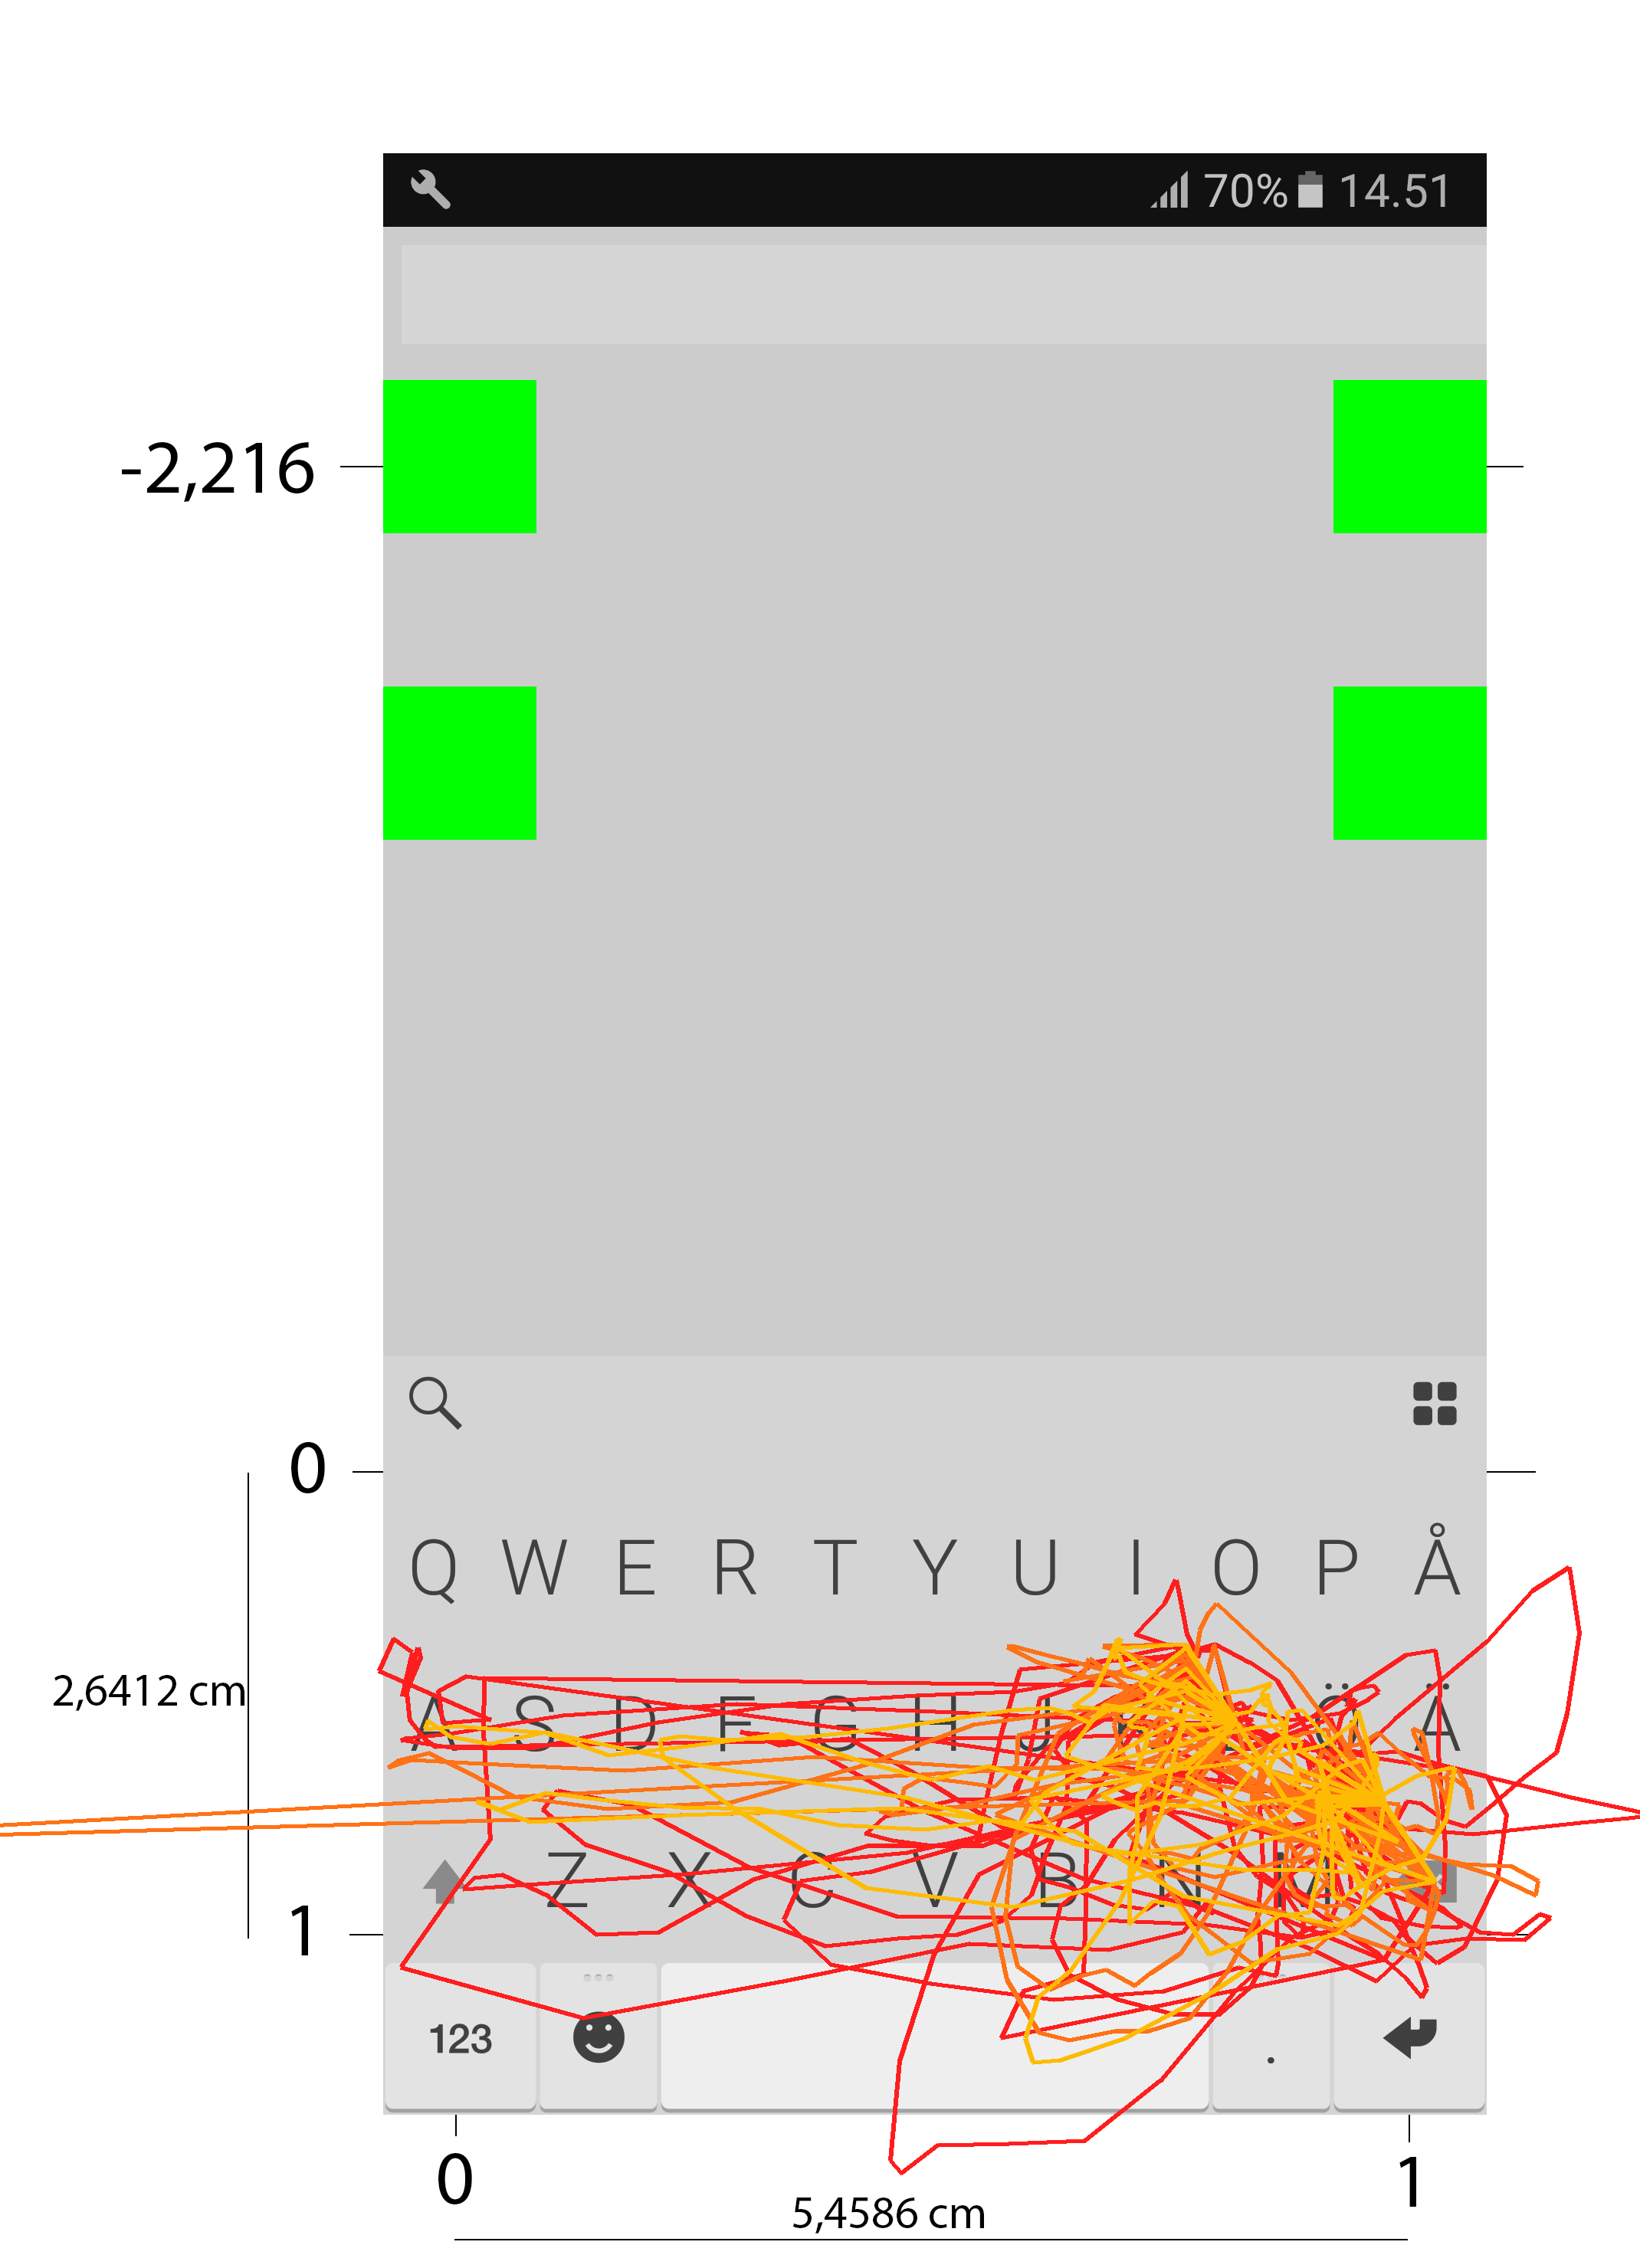 70% 14.51
-2,216
0
Q W E R T Y U I O P Å
2,6412 cm
A S D F G H J Ö Ä
Z X C V B N M
1
123 .
0 1
5,4586 cm